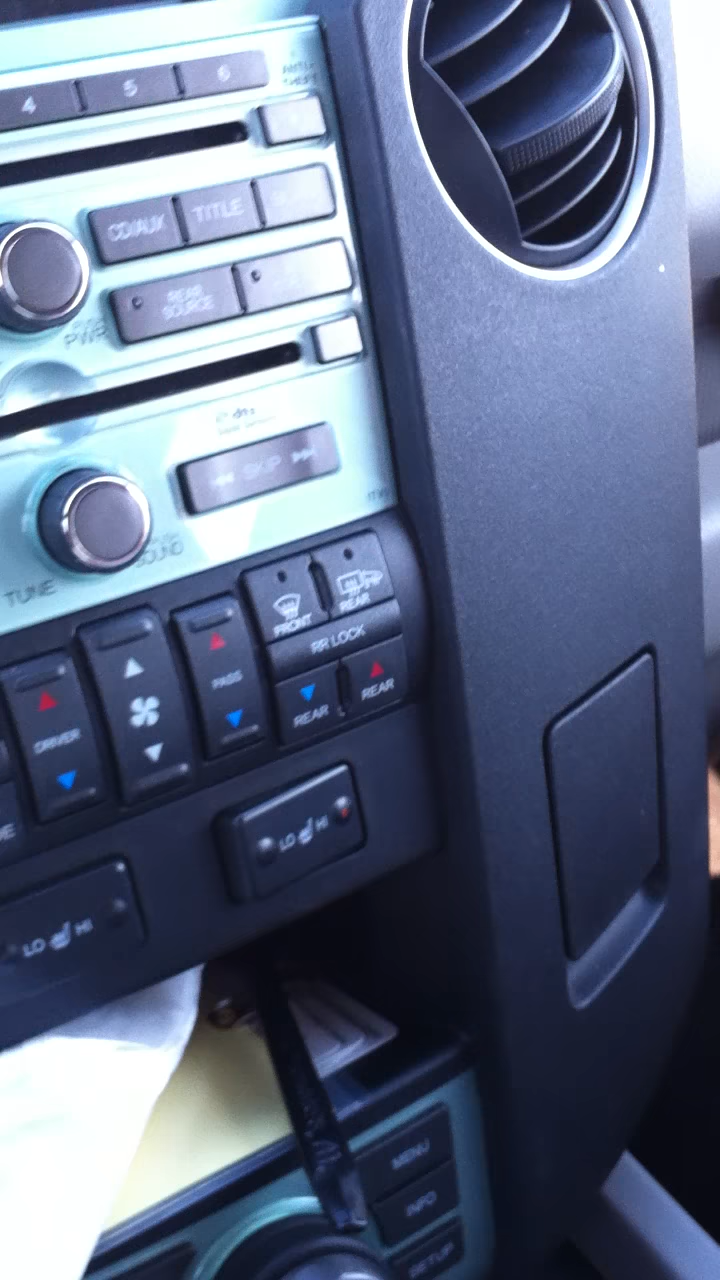 4 5 6
CD/AUX TITLE
REAR SOURCE
PWR
SKIP
TUNE
SOUND
FRONT REAR
RR LOCK
REAR REAR
DRIVER PASS
LO HI
LO HI
MENU
INFO
SETUP